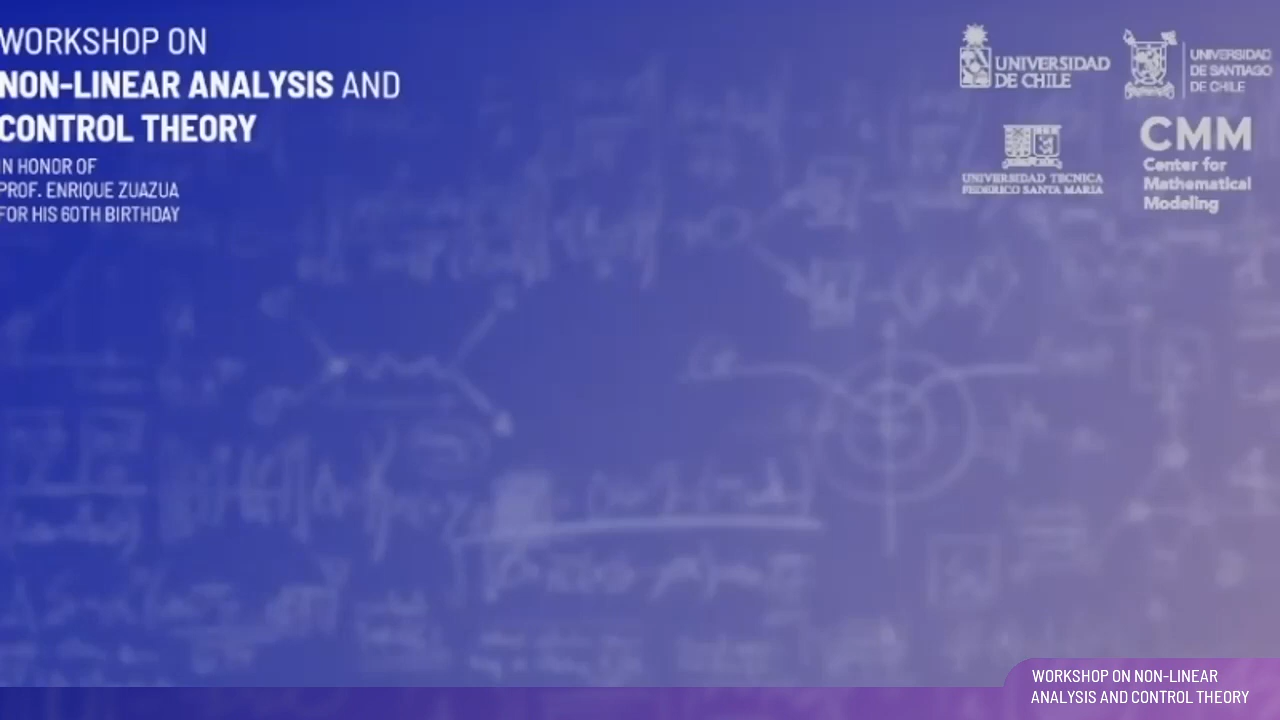 WORKSHOP ON
NON-LINEAR ANALYSIS AND
CONTROL THEORY
IN HONOR OF
PROF. ENRIQUE ZUAZUA
FOR HIS 60TH BIRTHDAY
UNIVERSIDAD
DE CHILE
UNIVERSIDAD
DE SANTIAGO
DE CHILE
UNIVERSIDAD TECNICA
FEDERICO SANTA MARIA
CMM
Center for
Mathematical
Modeling
WORKSHOP ON NON-LINEAR
ANALYSIS AND CONTROL THEORY